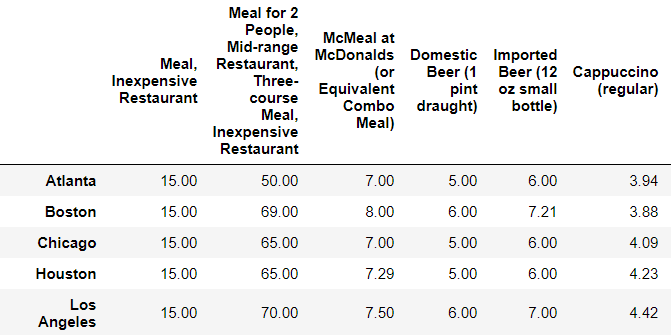 Meal, Inexpensive Restaurant	Meal for 2 People, Mid-range Restaurant, Three-course Meal, Inexpensive Restaurant	McMeal at McDonalds (or Equivalent Combo Meal)	Domestic Beer (1 pint draught)	Imported Beer (12 oz small bottle)	Cappuccino (regular)
Atlanta	15.00	50.00	7.00	5.00	6.00	3.94
Boston	15.00	69.00	8.00	6.00	7.21	3.88
Chicago	15.00	65.00	7.00	5.00	6.00	4.09
Houston	15.00	65.00	7.29	5.00	6.00	4.23
Los Angeles	15.00	70.00	7.50	6.00	7.00	4.42